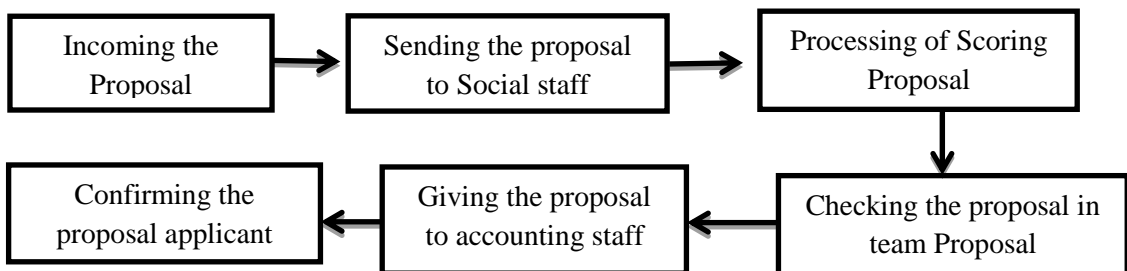 Incoming the
Proposal
Sending the proposal
to Social staff
Processing of Scoring
Proposal
Checking the proposal in
team Proposal
Giving the proposal
to accounting staff
Confirming the
proposal applicant